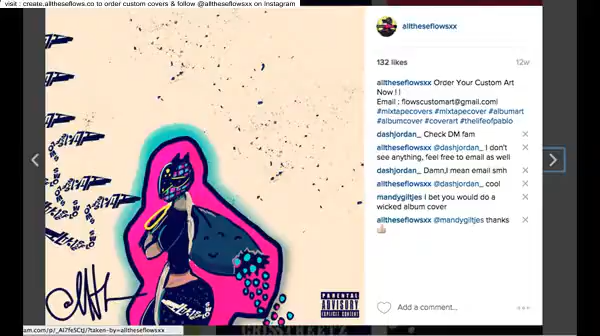 visit : create.alltheseflows.co to order custom covers & follow @alltheseflowsxx on Instagram
alltheseflowsxx
132 likes
12w
alltheseflowsxx Order Your Custom Art
Now ! !
Email : flowscustomart@gmail.com!
#mixtapecovers #mixtapecover #albumart
#albumcover #coverart #thelifeofpablo
dashjordan_ Check DM fam
alltheseflowsxx @dashjordan_ I don't
see anything, feel free to email as well
dashjordan_ Damn,I mean email smh
alltheseflowsxx @dashjordan_ cool
mandygiltjes I bet you would do a
wicked album cover
alltheseflowsxx @mandygiltjes thanks
Add a comment...
PARENTAL
ADVISORY
EXPLICIT CONTENT
am.com/p/_Al7feSCtJ/?taken-by=alltheseflowsxx